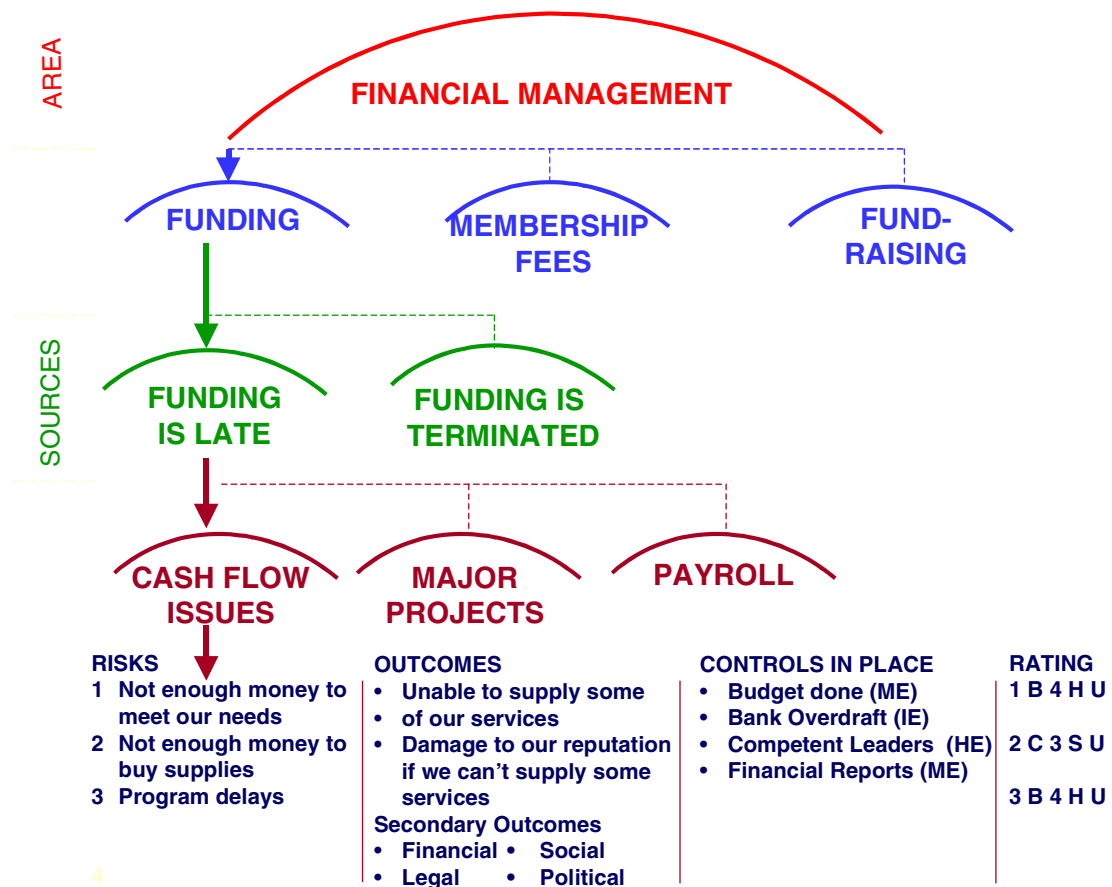 AREA
FINANCIAL MANAGEMENT
FUNDING
MEMBERSHIP
FEES
FUND-
RAISING
SOURCES
FUNDING
IS LATE
FUNDING IS
TERMINATED
CASH FLOW
ISSUES
MAJOR
PROJECTS
PAYROLL
RISKS
1 Not enough money to
meet our needs
2 Not enough money to
buy supplies
3 Program delays
OUTCOMES
• Unable to supply some
• of our services
• Damage to our reputation
if we can't supply some
services
Secondary Outcomes
• Financial • Social
• Legal • Political
CONTROLS IN PLACE
• Budget done (ME)
• Bank Overdraft (IE)
• Competent Leaders (HE)
• Financial Reports (ME)
RATING
1 B 4 H U
2 C 3 S U
3 B 4 H U
4